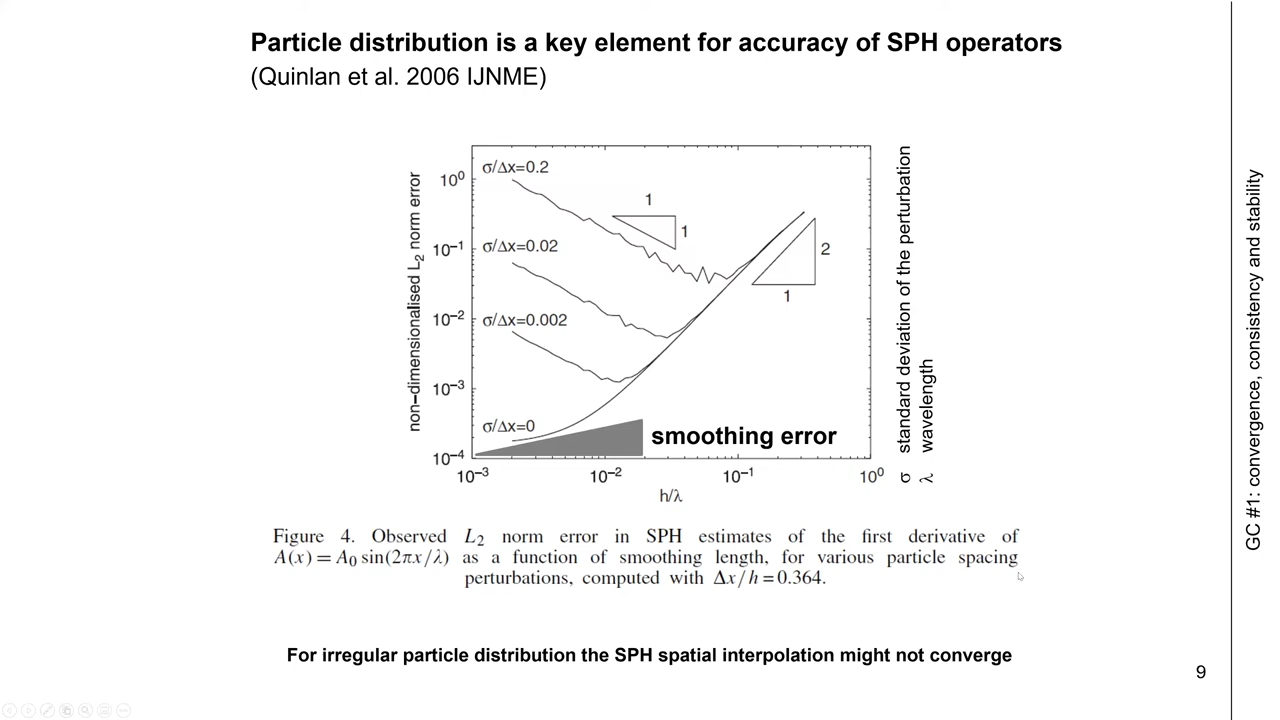 Particle distribution is a key element for accuracy of SPH operators
(Quinlan et al. 2006 IJNME)
non−dimensionalised L₂ norm error
10⁰
10⁻¹
10⁻²
10⁻³
10⁻⁴
σ/Δx=0.2
σ/Δx=0.02
σ/Δx=0.002
σ/Δx=0
1
1
2
1
smoothing error
10⁻³
10⁻²
10⁻¹
10⁰
h/λ
σ standard deviation of the perturbation
λ wavelength
Figure 4. Observed L₂ norm error in SPH estimates of the first derivative of
A(x) = A₀ sin(2πx/λ) as a function of smoothing length, for various particle spacing
perturbations, computed with Δx/h = 0.364.
For irregular particle distribution the SPH spatial interpolation might not converge
9
GC #1: convergence, consistency and stability